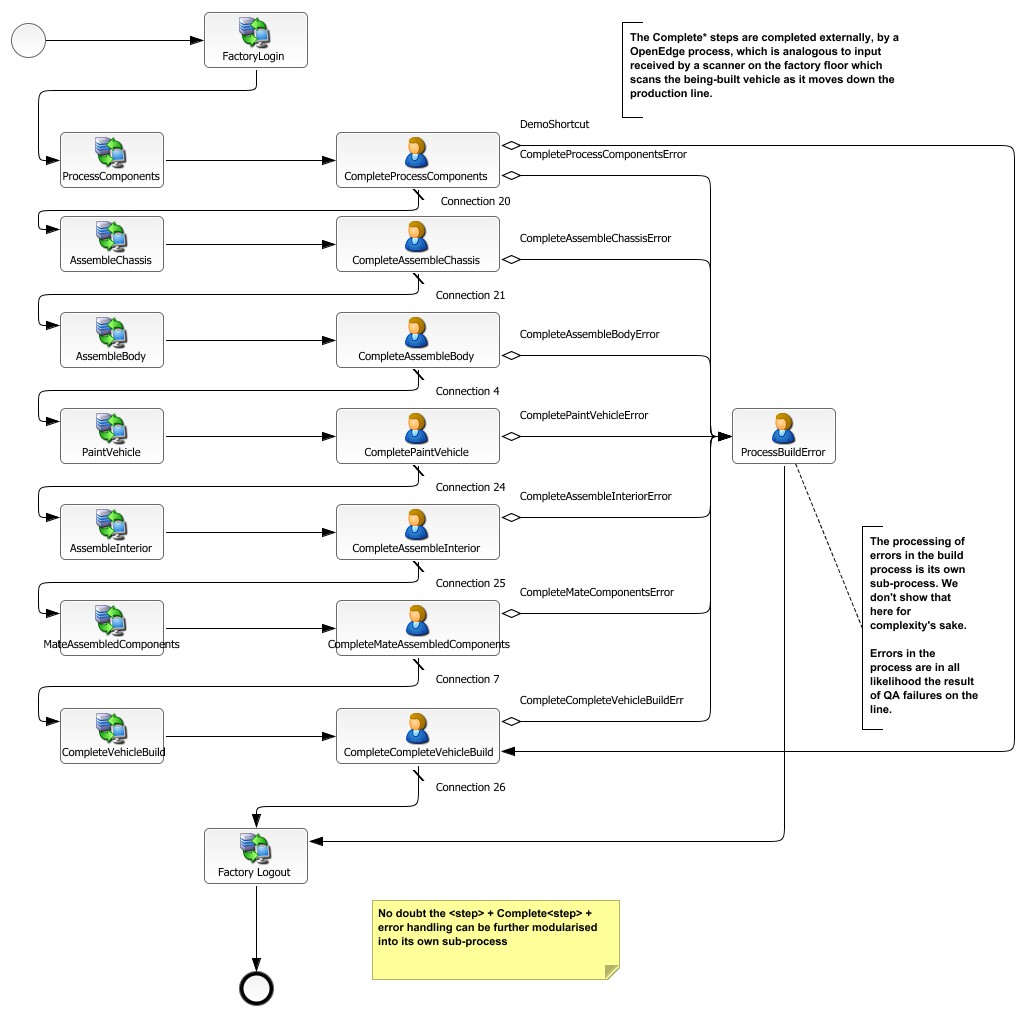 FactoryLogin
The Complete* steps are completed externally, by a
OpenEdge process, which is analogous to input
received by a scanner on the factory floor which
scans the being-built vehicle as it moves down the
production line.
DemoShortcut
CompleteProcessComponentsError
ProcessComponents
CompleteProcessComponents
Connection 20
CompleteAssembleChassisError
AssembleChassis
CompleteAssembleChassis
Connection 21
CompleteAssembleBodyError
AssembleBody
CompleteAssembleBody
Connection 4
CompletePaintVehicleError
PaintVehicle
CompletePaintVehicle
ProcessBuildError
Connection 24
CompleteAssembleInteriorError
AssembleInterior
CompleteAssembleInterior
The processing of
errors in the build
process is its own
sub-process. We
don't show that
here for
complexity's sake.
Errors in the
process are in all
likelihood the result
of QA failures on the
line.
Connection 25
CompleteMateComponentsError
MateAssembledComponents
CompleteMateAssembledComponents
Connection 7
CompleteCompleteVehicleBuildErr
CompleteVehicleBuild
CompleteCompleteVehicleBuild
Connection 26
Factory Logout
No doubt the <step> + Complete<step> +
error handling can be further modularised
into its own sub-process